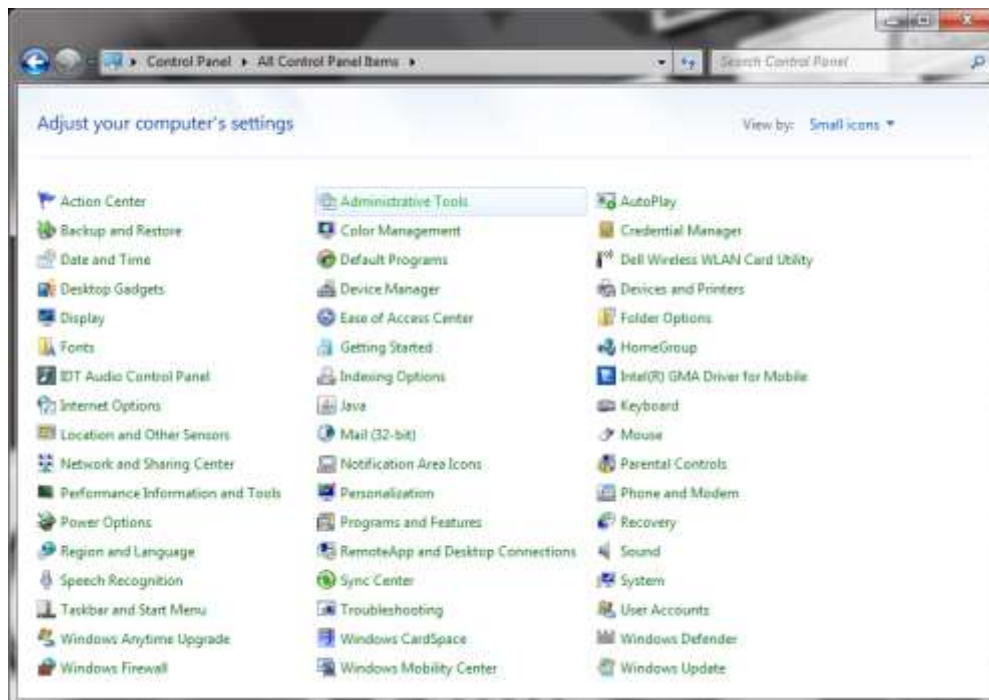 Control Panel ▸ All Control Panel Items ▸ Search Control Panel
Adjust your computer's settings View by: Small icons
Action Center Administrative Tools AutoPlay
Backup and Restore Color Management Credential Manager
Date and Time Default Programs Dell Wireless WLAN Card Utility
Desktop Gadgets Device Manager Devices and Printers
Display Ease of Access Center Folder Options
Fonts Getting Started HomeGroup
IDT Audio Control Panel Indexing Options Intel(R) GMA Driver for Mobile
Internet Options Java Keyboard
Location and Other Sensors Mail (32-bit) Mouse
Network and Sharing Center Notification Area Icons Parental Controls
Performance Information and Tools Personalization Phone and Modem
Power Options Programs and Features Recovery
Region and Language RemoteApp and Desktop Connections Sound
Speech Recognition Sync Center System
Taskbar and Start Menu Troubleshooting User Accounts
Windows Anytime Upgrade Windows CardSpace Windows Defender
Windows Firewall Windows Mobility Center Windows Update